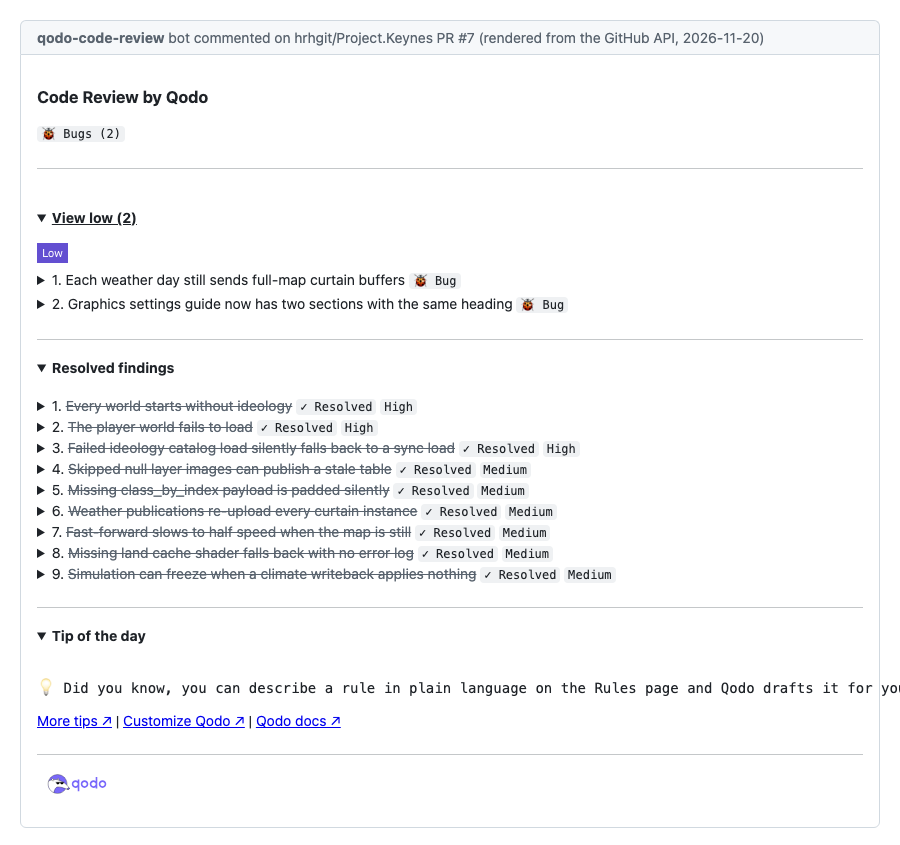 qodo-code-review bot commented on hrhgit/Project.Keynes PR #7 (rendered from the GitHub API, 2026-11-20)
Code Review by Qodo
🐞 Bugs (2)
▼ View low (2)
Low
▶ 1. Each weather day still sends full-map curtain buffers 🐞 Bug
▶ 2. Graphics settings guide now has two sections with the same heading 🐞 Bug
▼ Resolved findings
▶ 1. Every world starts without ideology ✓ Resolved High
▶ 2. The player world fails to load ✓ Resolved High
▶ 3. Failed ideology catalog load silently falls back to a sync load ✓ Resolved High
▶ 4. Skipped null layer images can publish a stale table ✓ Resolved Medium
▶ 5. Missing class_by_index payload is padded silently ✓ Resolved Medium
▶ 6. Weather publications re-upload every curtain instance ✓ Resolved Medium
▶ 7. Fast-forward slows to half speed when the map is still ✓ Resolved Medium
▶ 8. Missing land cache shader falls back with no error log ✓ Resolved Medium
▶ 9. Simulation can freeze when a climate writeback applies nothing ✓ Resolved Medium
▼ Tip of the day
💡 Did you know, you can describe a rule in plain language on the Rules page and Qodo drafts it for
More tips ↗ | Customize Qodo ↗ | Qodo docs ↗
qodo